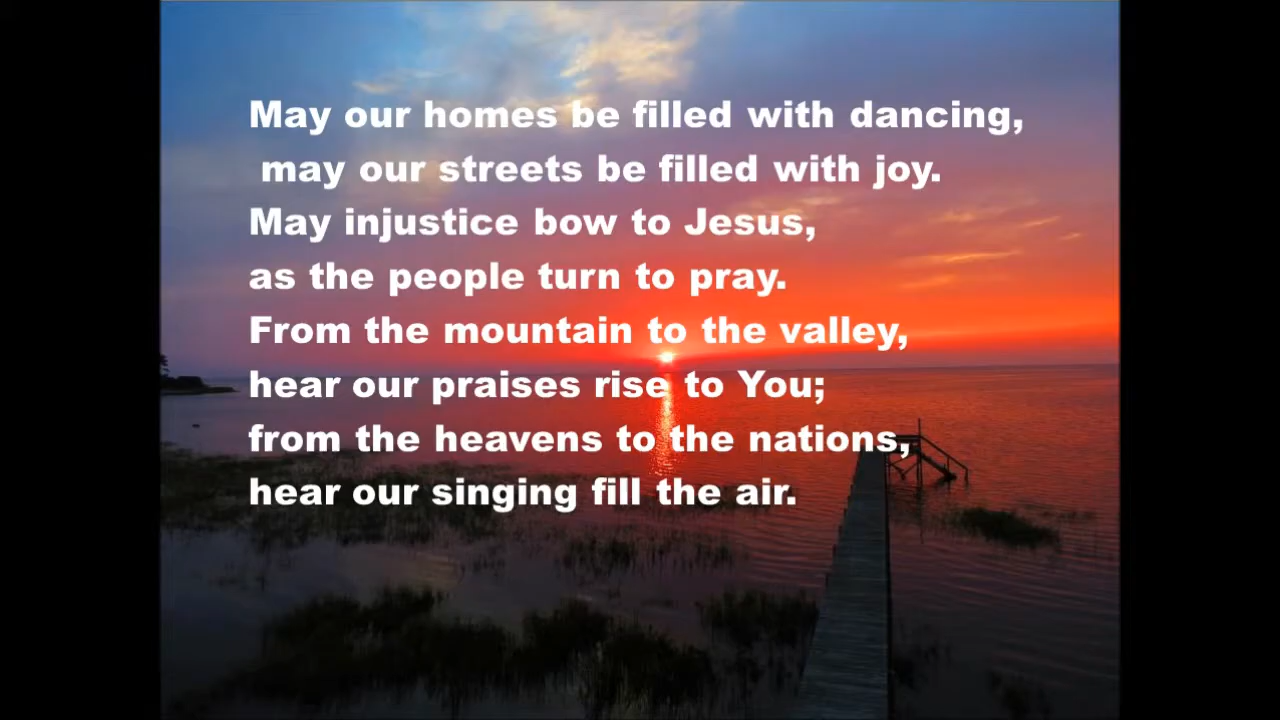 May our homes be filled with dancing,
may our streets be filled with joy.
May injustice bow to Jesus,
as the people turn to pray.
From the mountain to the valley,
hear our praises rise to You;
from the heavens to the nations,
hear our singing fill the air.